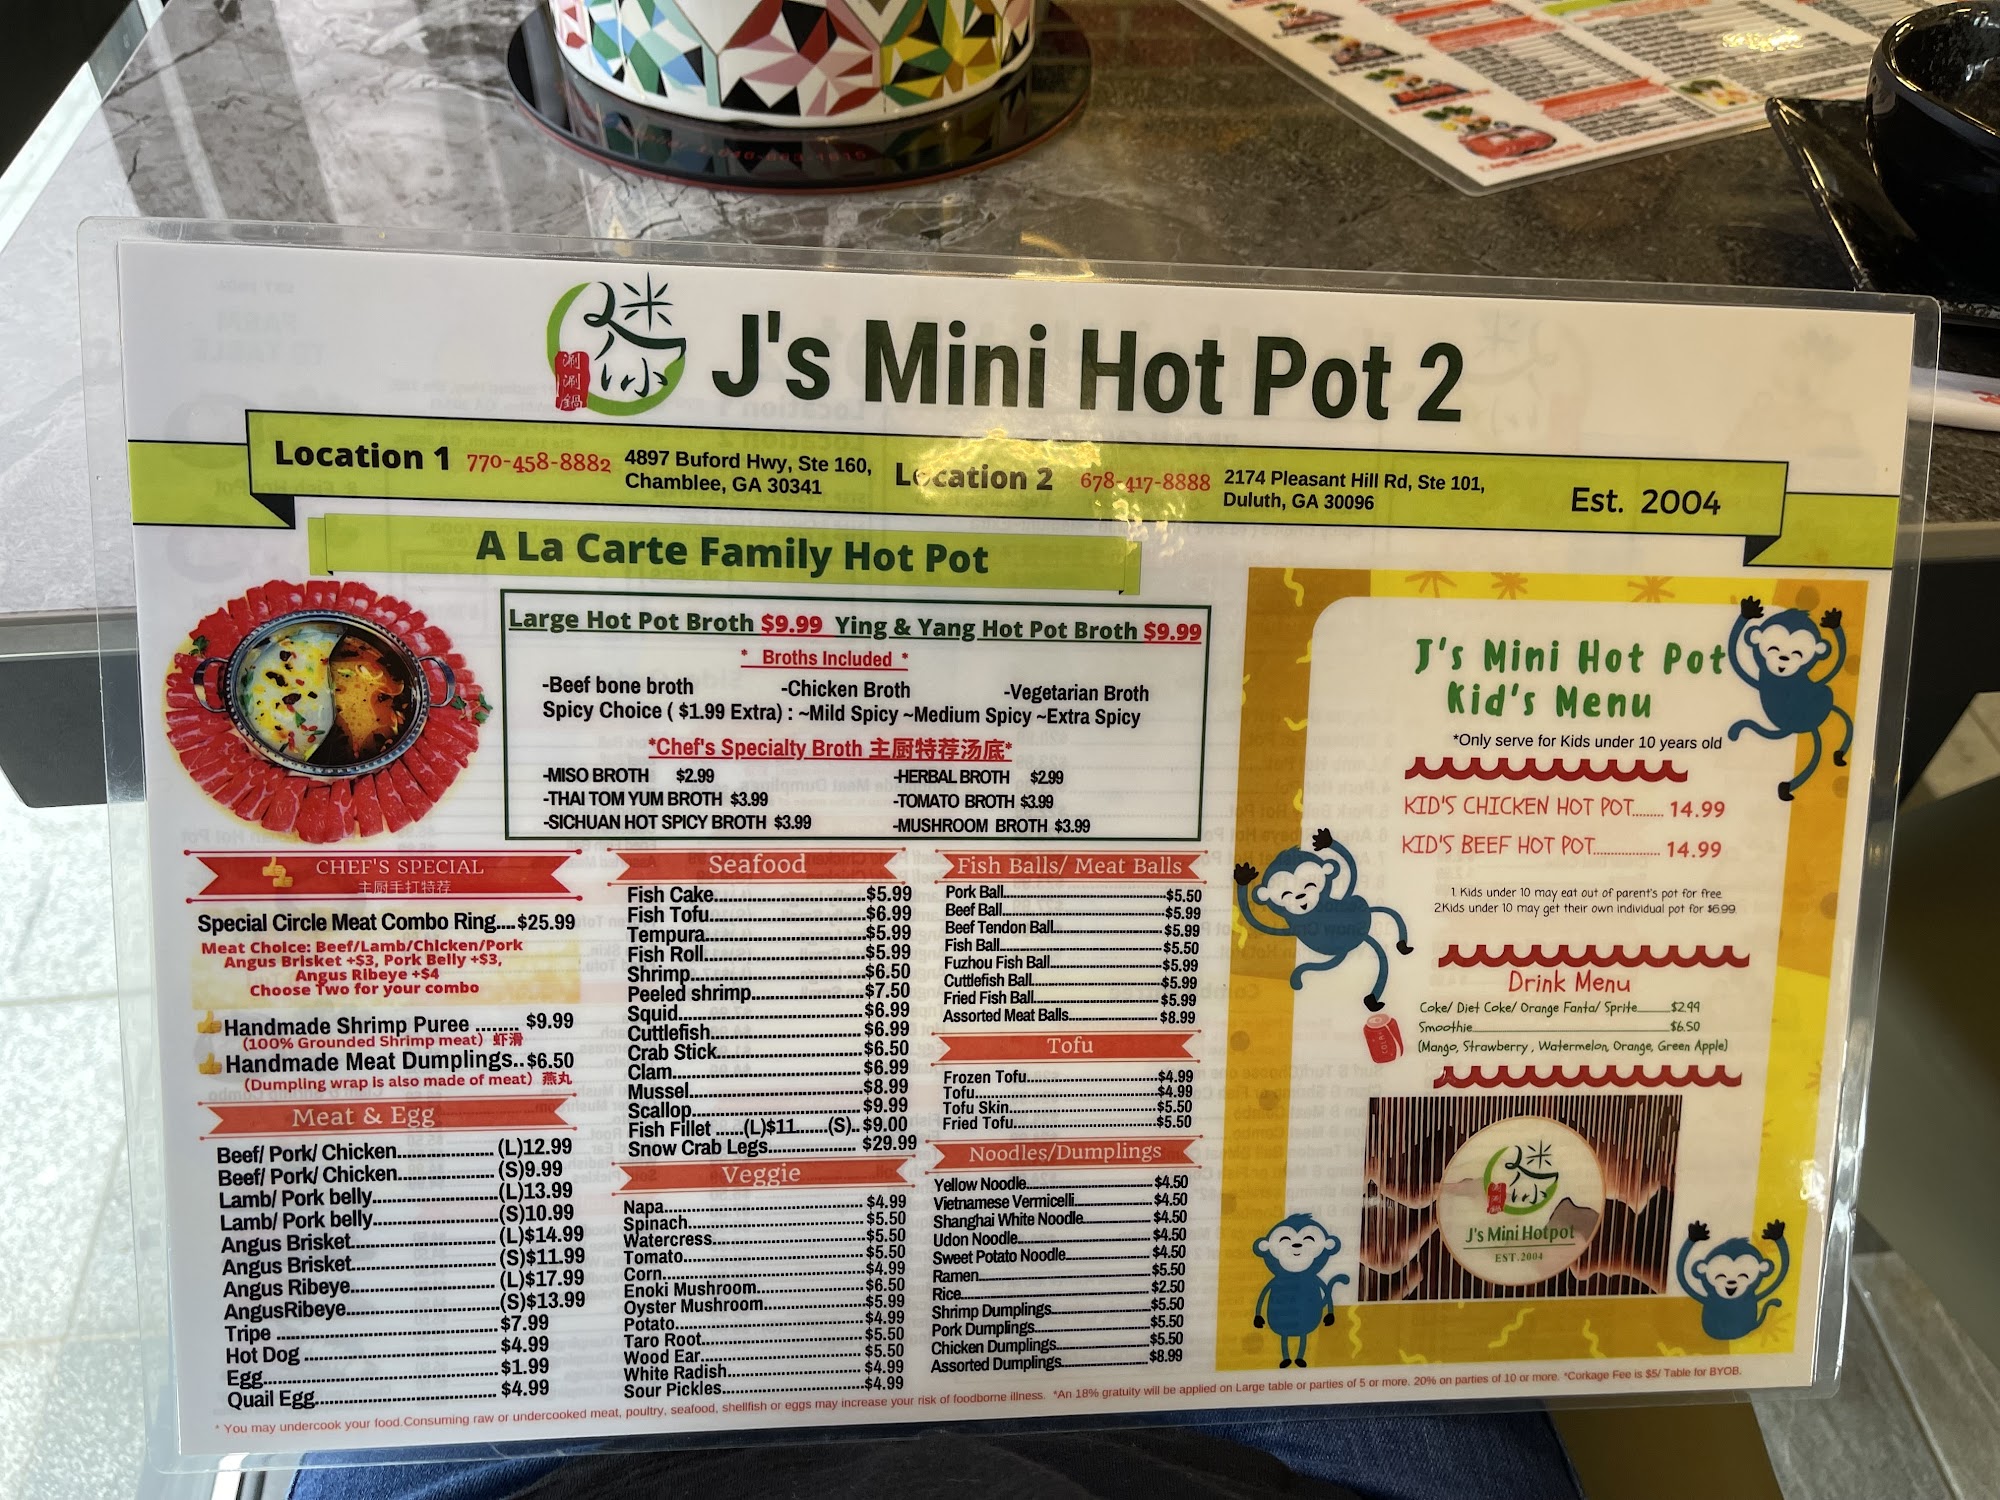 迷你
涮涮鍋
J's Mini Hot Pot 2
Location 1 770-458-8882 4897 Buford Hwy, Ste 160,
Chamblee, GA 30341
Location 2 678-417-8888 2174 Pleasant Hill Rd, Ste 101,
Duluth, GA 30096
Est. 2004
A La Carte Family Hot Pot
Large Hot Pot Broth $9.99 Ying & Yang Hot Pot Broth $9.99
* Broths Included *
-Beef bone broth -Chicken Broth -Vegetarian Broth
Spicy Choice ( $1.99 Extra) : ~Mild Spicy ~Medium Spicy ~Extra Spicy
*Chef's Specialty Broth 主厨特荐汤底*
-MISO BROTH $2.99 -HERBAL BROTH $2.99
-THAI TOM YUM BROTH $3.99 -TOMATO BROTH $3.99
-SICHUAN HOT SPICY BROTH $3.99 -MUSHROOM BROTH $3.99
CHEF'S SPECIAL
主厨手打特荐
Special Circle Meat Combo Ring....$25.99
Meat Choice: Beef/Lamb/Chicken/Pork
Angus Brisket +$3, Pork Belly +$3,
Angus Ribeye +$4
Choose Two for your combo
Handmade Shrimp Puree ........ $9.99
(100% Grounded Shrimp meat) 虾滑
Handmade Meat Dumplings..$6.50
(Dumpling wrap is also made of meat) 燕丸
Meat & Egg
Beef/ Pork/ Chicken.................... (L)12.99
Beef/ Pork/ Chicken.................... (S)9.99
Lamb/ Pork belly.........................(L)13.99
Lamb/ Pork belly.........................(S)10.99
Angus Brisket.............................(L)$14.99
Angus Brisket.............................(S)$11.99
Angus Ribeye..............................(L)$17.99
AngusRibeye...............................(S)$13.99
Tripe ............................................$7.99
Hot Dog .......................................$4.99
Egg...............................................$1.99
Quail Egg.....................................$4.99
Seafood
Fish Cake..............................$5.99
Fish Tofu...............................$6.99
Tempura................................$5.99
Fish Roll................................$5.99
Shrimp...................................$6.50
Peeled shrimp......................$7.50
Squid.....................................$6.99
Cuttlefish..............................$6.99
Crab Stick.............................$6.50
Clam......................................$6.99
Mussel...................................$8.99
Scallop..................................$9.99
Fish Fillet ......(L)$11.......(S)..$9.00
Snow Crab Legs.................. $29.99
Veggie
Napa........................................ $4.99
Spinach....................................$5.50
Watercress...............................$5.50
Tomato.....................................$5.50
Corn.........................................$4.99
Enoki Mushroom......................$6.50
Oyster Mushroom.....................$5.99
Potato.......................................$4.99
Taro Root..................................$5.50
Wood Ear..................................$5.50
White Radish............................$4.99
Sour Pickles.............................$4.99
Fish Balls/ Meat Balls
Pork Ball........................................$5.50
Beef Ball........................................$5.99
Beef Tendon Ball...........................$5.99
Fish Ball.........................................$5.50
Fuzhou Fish Ball............................$5.99
Cuttlefish Ball................................$5.99
Fried Fish Ball................................$5.99
Assorted Meat Balls.......................$8.99
Tofu
Frozen Tofu....................................$4.99
Tofu................................................$4.99
Tofu Skin........................................$5.50
Fried Tofu.......................................$5.50
Noodles/Dumplings
Yellow Noodle................................. $4.50
Vietnamese Vermicelli.....................$4.50
Shanghai White Noodle..................$4.50
Udon Noodle...................................$4.50
Sweet Potato Noodle......................$4.50
Ramen............................................$5.50
Rice................................................$2.50
Shrimp Dumplings..........................$5.50
Pork Dumplings..............................$5.50
Chicken Dumplings.........................$5.50
Assorted Dumplings........................$8.99
J's Mini Hot Pot
Kid's Menu
*Only serve for Kids under 10 years old
KID'S CHICKEN HOT POT......... 14.99
KID'S BEEF HOT POT................... 14.99
1. Kids under 10 may eat out of parent's pot for free.
2.Kids under 10 may get their own individual pot for $6.99.
Drink Menu
Coke/ Diet Coke/ Orange Fanta/ Sprite..............$2.99
Smoothie..............$6.50
(Mango, Strawberry , Watermelon, Orange, Green Apple)
迷你
J's Mini Hotpot
EST.2004
* You may undercook your food.Consuming raw or undercooked meat, poultry, seafood, shellfish or eggs may increase your risk of foodborne illness. *An 18% gratuity will be applied on Large table or parties of 5 or more. 20% on parties of 10 or more. *Corkage Fee is $5/ Table for BYOB.